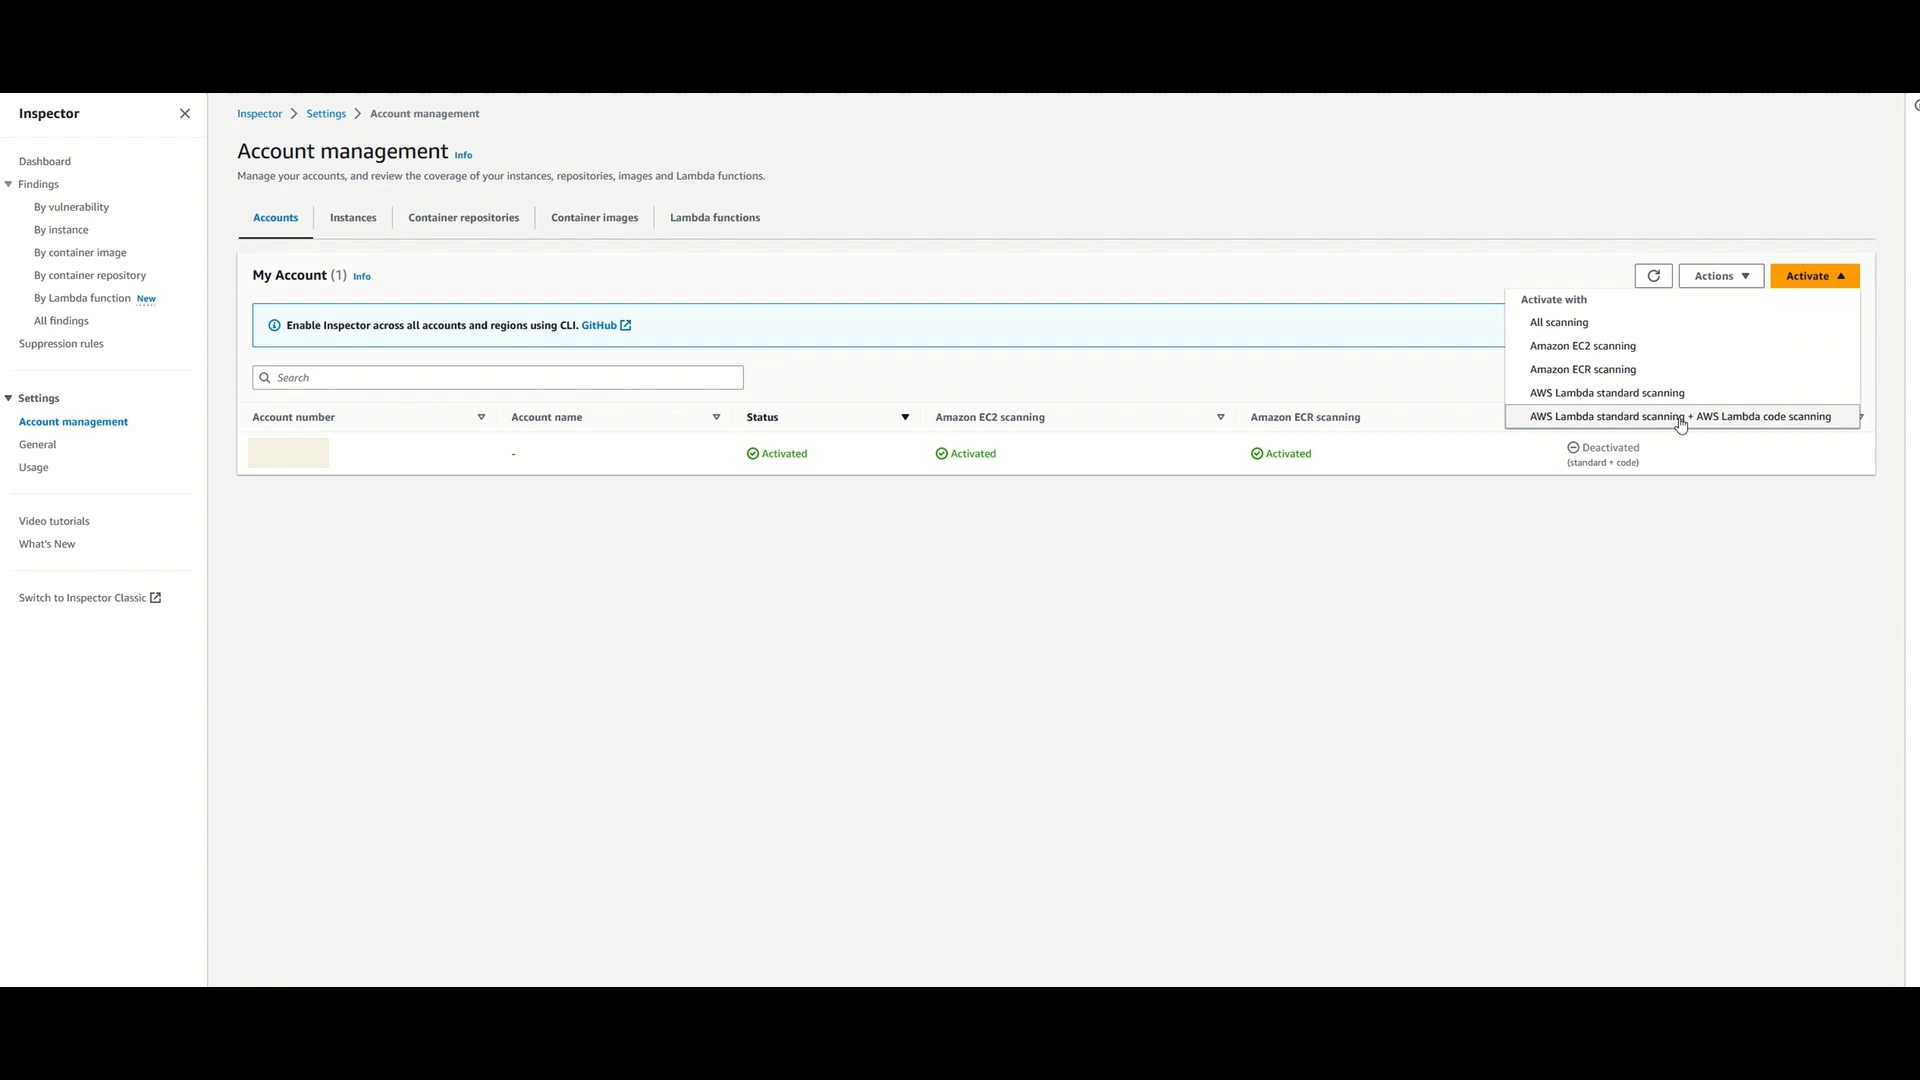 Inspector
Dashboard
Findings
By vulnerability
By instance
By container image
By container repository
By Lambda function New
All findings
Suppression rules
Settings
Account management
General
Usage
Video tutorials
What's New
Switch to Inspector Classic
Inspector > Settings > Account management
Account management Info
Manage your accounts, and review the coverage of your instances, repositories, images and Lambda functions.
Accounts Instances Container repositories Container images Lambda functions
My Account (1) Info
Actions Activate
Enable Inspector across all accounts and regions using CLI. GitHub
Search
Activate with
All scanning
Amazon EC2 scanning
Amazon ECR scanning
AWS Lambda standard scanning
AWS Lambda standard scanning + AWS Lambda code scanning
Account number Account name Status Amazon EC2 scanning Amazon ECR scanning
- Activated Activated Activated Deactivated
(standard + code)